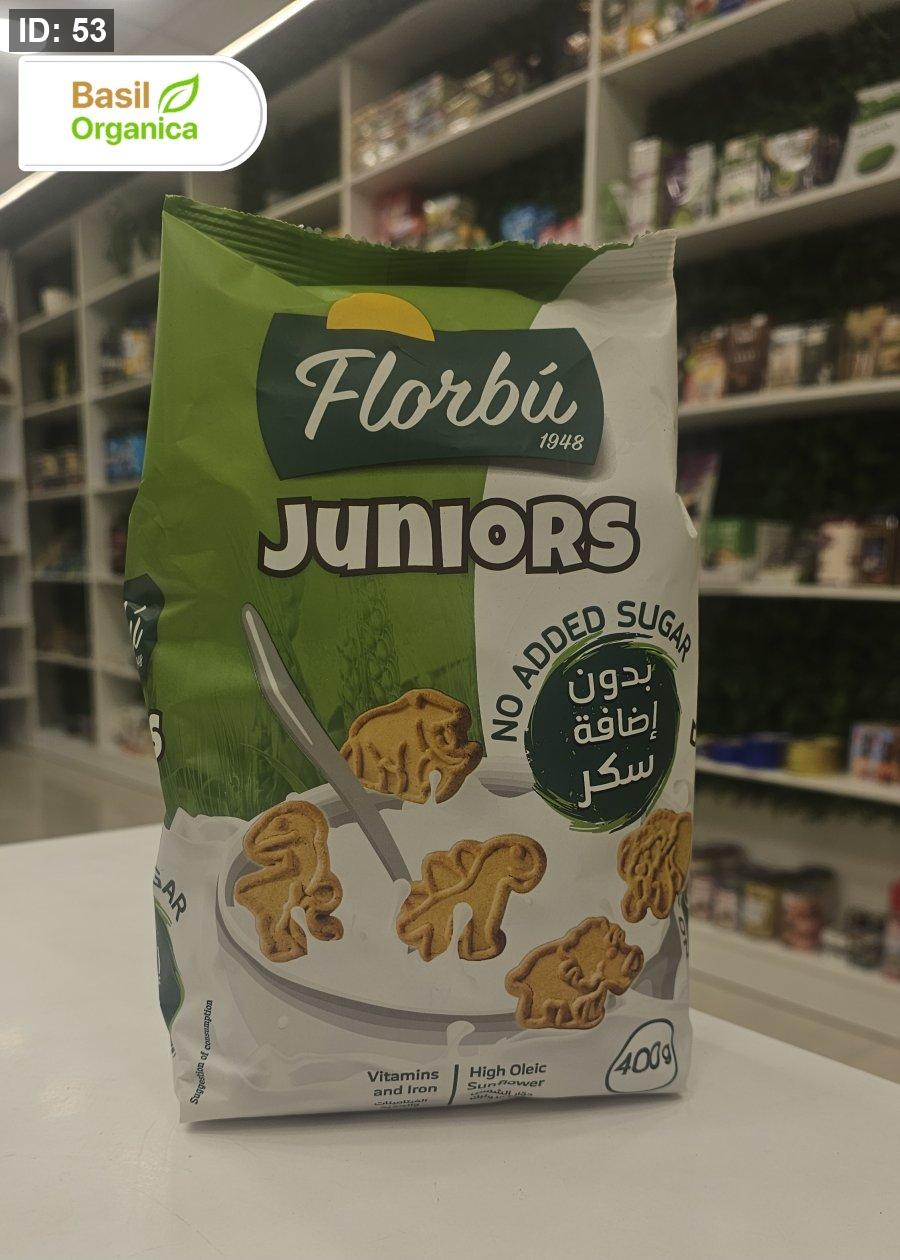 ID: 53
Basil
Organica
Florbú
1948
JUNIORS
NO ADDED SUGAR
بدون
إضافة
سكر
GAR
Suggestion of consumption
Vitamins
and Iron
High Oleic
Sunflower
400g